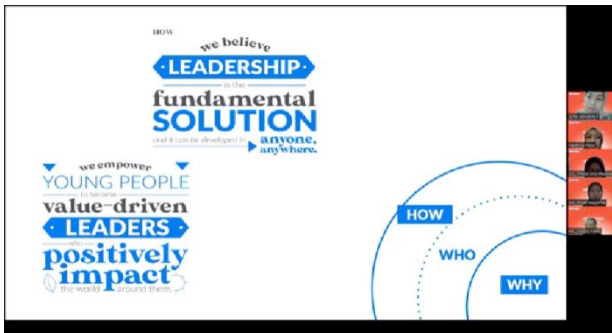 HOW
we believe
LEADERSHIP
is the
fundamental
SOLUTION
and it can be developed in anyone,
anywhere.
we empower
YOUNG PEOPLE
to become
value-driven
LEADERS
who
positively
impact
the world around them.
HOW
WHO
WHY